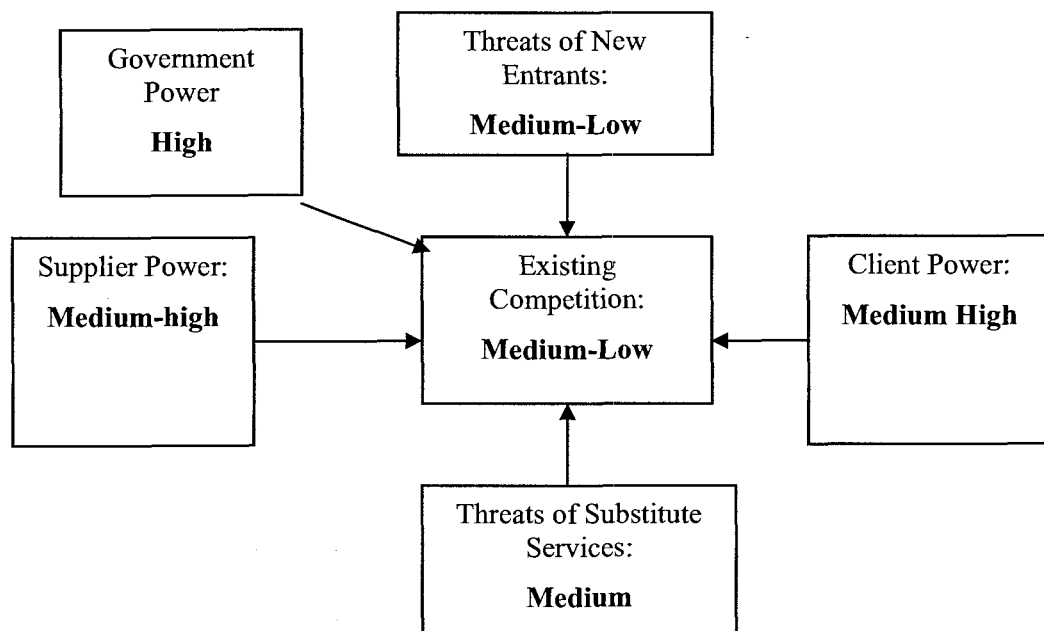 Government
Power
High
Threats of New
Entrants:
Medium-Low
Supplier Power:
Medium-high
Existing
Competition:
Medium-Low
Client Power:
Medium High
Threats of Substitute
Services:
Medium